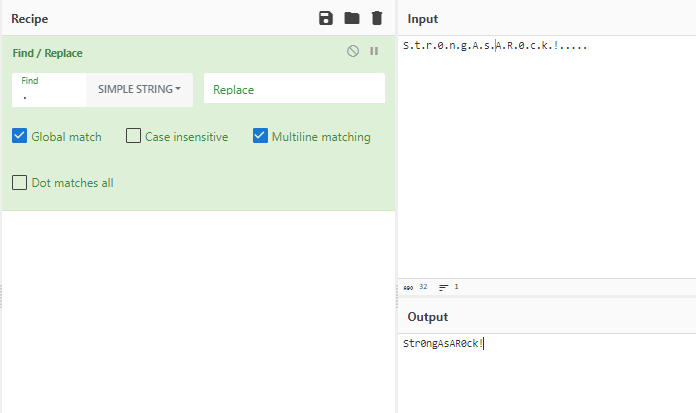 Recipe
Find / Replace
Find
.
SIMPLE STRING
Replace
Global match
Case insensitive
Multiline matching
Dot matches all
Input
S.t.r.0.n.g.A.s.A.R.0.c.k.!.....
32 1
Output
Str0ngAsAR0ck!